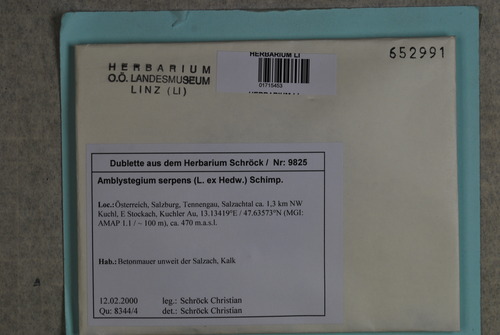 HERBARIUM
O.Ö. LANDESMUSEUM
LINZ (LI)
HERBARIUM LI
01715453
HERBARIUM LI
652991
Dublette aus dem Herbarium Schröck / Nr: 9825
Amblystegium serpens (L. ex Hedw.) Schimp.
Loc.:Österreich, Salzburg, Tennengau, Salzachtal ca. 1,3 km NW
Kuchl, E Stockach, Kuchler Au, 13.13419°E / 47.63573°N (MGI:
AMAP 1.1 / ~ 100 m), ca. 470 m.a.s.l.
Hab.:Betonmauer unweit der Salzach, Kalk
12.02.2000 leg.: Schröck Christian
Qu: 8344/4 det.: Schröck Christian